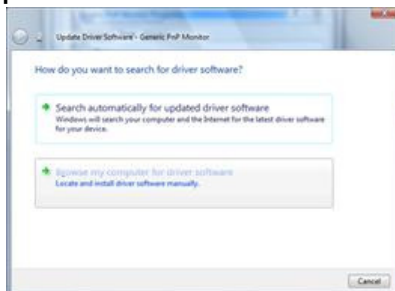 Update Driver Software - Generic PnP Monitor
How do you want to search for driver software?
Search automatically for updated driver software
Windows will search your computer and the Internet for the latest driver software
for your device.
Browse my computer for driver software
Locate and install driver software manually.
Cancel